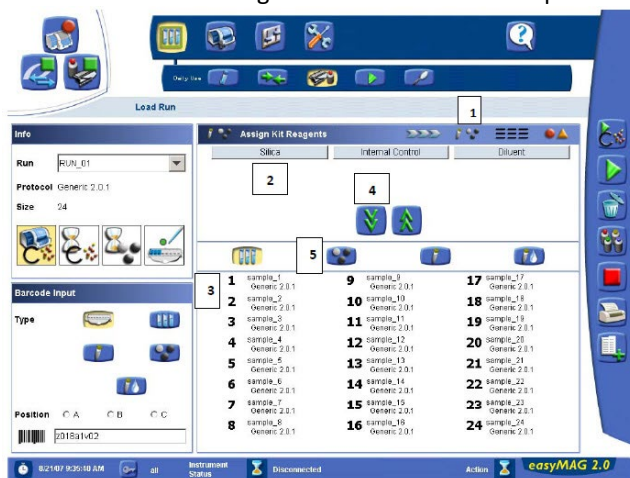 Daily Use
Load Run
1
Info
Run RUN_01
Protocol Generic 2.0.1
Size 24
Assign Kit Reagents
Silica Internal Control Diluent
2
4
5
3
1 sample_1 Generic 2.0.1
2 sample_2 Generic 2.0.1
3 sample_3 Generic 2.0.1
4 sample_4 Generic 2.0.1
5 sample_5 Generic 2.0.1
6 sample_6 Generic 2.0.1
7 sample_7 Generic 2.0.1
8 sample_8 Generic 2.0.1
9 sample_9 Generic 2.0.1
10 sample_10 Generic 2.0.1
11 sample_11 Generic 2.0.1
12 sample_12 Generic 2.0.1
13 sample_13 Generic 2.0.1
14 sample_14 Generic 2.0.1
15 sample_15 Generic 2.0.1
16 sample_16 Generic 2.0.1
17 sample_17 Generic 2.0.1
18 sample_18 Generic 2.0.1
19 sample_19 Generic 2.0.1
20 sample_20 Generic 2.0.1
21 sample_21 Generic 2.0.1
22 sample_22 Generic 2.0.1
23 sample_23 Generic 2.0.1
24 sample_24 Generic 2.0.1
Barcode Input
Type
Position A B C
z018a1v02
8/21/07 9:35:40 AM all Instrument Status Disconnected Action easyMAG 2.0